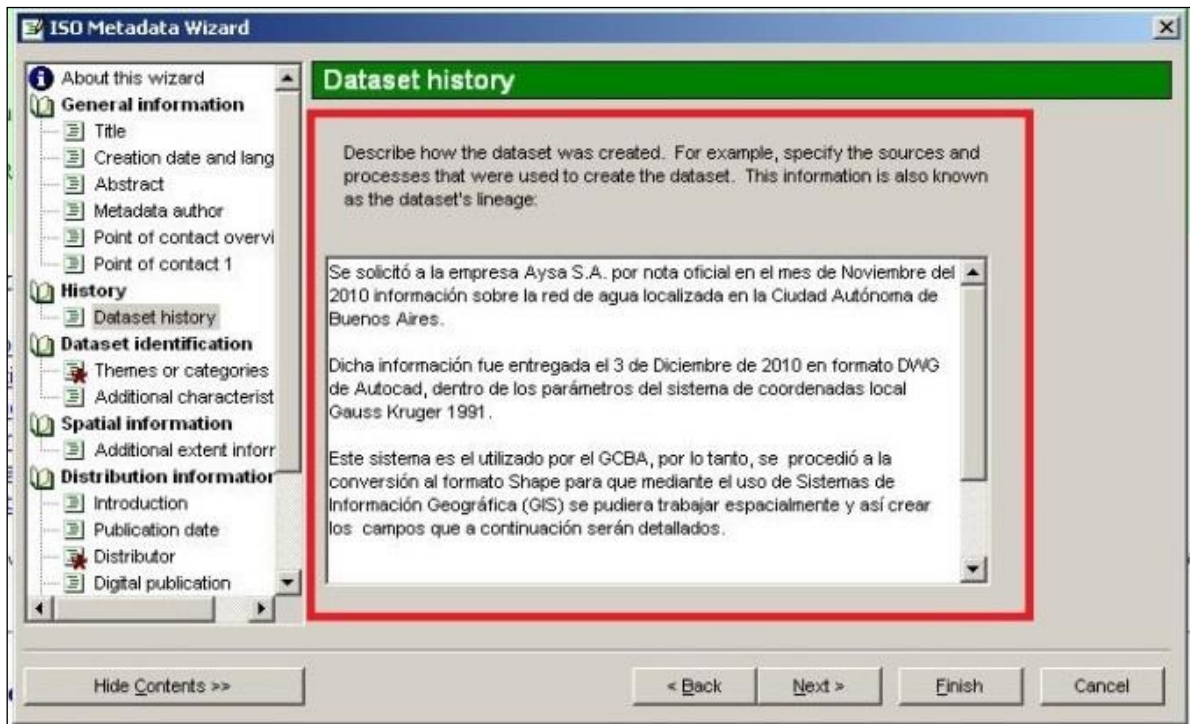 ISO Metadata Wizard
About this wizard
General information
Title
Creation date and lang
Abstract
Metadata author
Point of contact overvi
Point of contact 1
History
Dataset history
Dataset identification
Themes or categories
Additional characterist
Spatial information
Additional extent inforr
Distribution informatior
Introduction
Publication date
Distributor
Digital publication
Dataset history
Describe how the dataset was created. For example, specify the sources and
processes that were used to create the dataset. This information is also known
as the dataset's lineage:
Se solicitó a la empresa Aysa S.A. por nota oficial en el mes de Noviembre del
2010 información sobre la red de agua localizada en la Ciudad Autónoma de
Buenos Aires.
Dicha información fue entregada el 3 de Diciembre de 2010 en formato DWG
de Autocad, dentro de los parámetros del sistema de coordenadas local
Gauss Kruger 1991.
Este sistema es el utilizado por el GCBA, por lo tanto, se procedió a la
conversión al formato Shape para que mediante el uso de Sistemas de
Información Geográfica (GIS) se pudiera trabajar espacialmente y así crear
los campos que a continuación serán detallados.
Hide Contents >>
< Back
Next >
Finish
Cancel